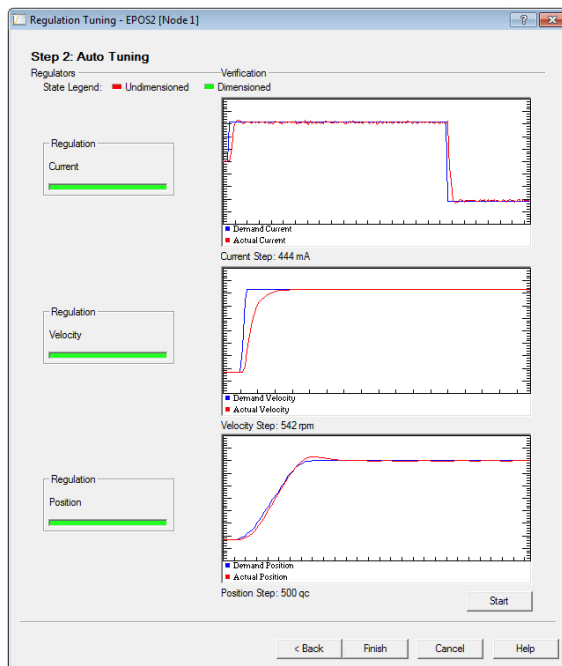 Regulation Tuning - EPOS2 [Node 1]
Step 2: Auto Tuning
Regulators
Verification
State Legend: Undimensioned Dimensioned
Regulation
Current
Demand Current
Actual Current
Current Step: 444 mA
Regulation
Velocity
Demand Velocity
Actual Velocity
Velocity Step: 542 rpm
Regulation
Position
Demand Position
Actual Position
Position Step: 500 qc
Start
< Back
Finish
Cancel
Help